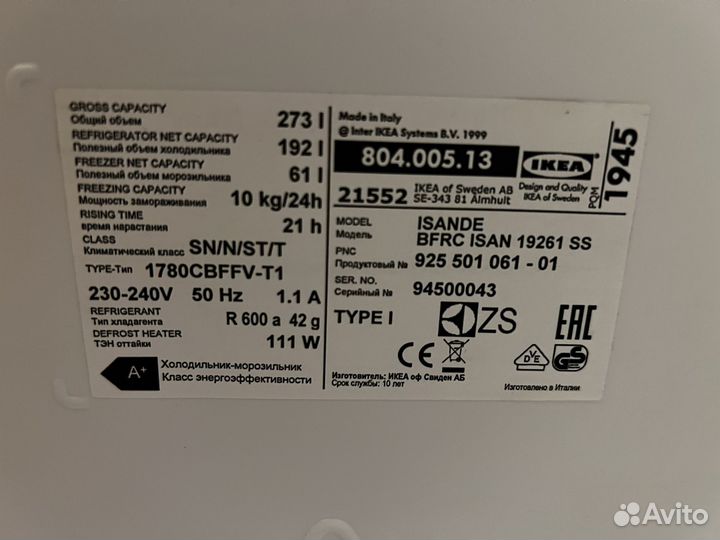 GROSS CAPACITY
Общий объем 273 l
REFRIGERATOR NET CAPACITY
Полезный объем холодильника 192 l
FREEZER NET CAPACITY
Полезный объем морозильника 61 l
FREEZING CAPACITY
Мощность замораживания 10 kg/24h
RISING TIME
время нарастания 21 h
CLASS
Климатический класс SN/N/ST/T
TYPE-Тип 1780CBFFV-T1
230-240V 50 Hz 1.1 A
REFRIGERANT
Тип хладагента R 600 a 42 g
DEFROST HEATER
ТЭН оттайки 111 W
A+ Холодильник-морозильник
Класс энергоэффективности
Made in Italy
@ Inter IKEA Systems B.V. 1999
804.005.13 IKEA
21552 IKEA of Sweden AB
SE-343 81 Älmhult
Design and Quality
IKEA of Sweden
PQM 1945
MODEL
Модель ISANDE
BFRC ISAN 19261 SS
PNC
Продуктовый № 925 501 061 - 01
SER. NO.
Серийный № 94500043
TYPE I ZS EAC
CE DVE GS
Изготовитель: ИКЕА оф Свиден АБ
Срок службы: 10 лет
Изготовлено в Италии
Avito